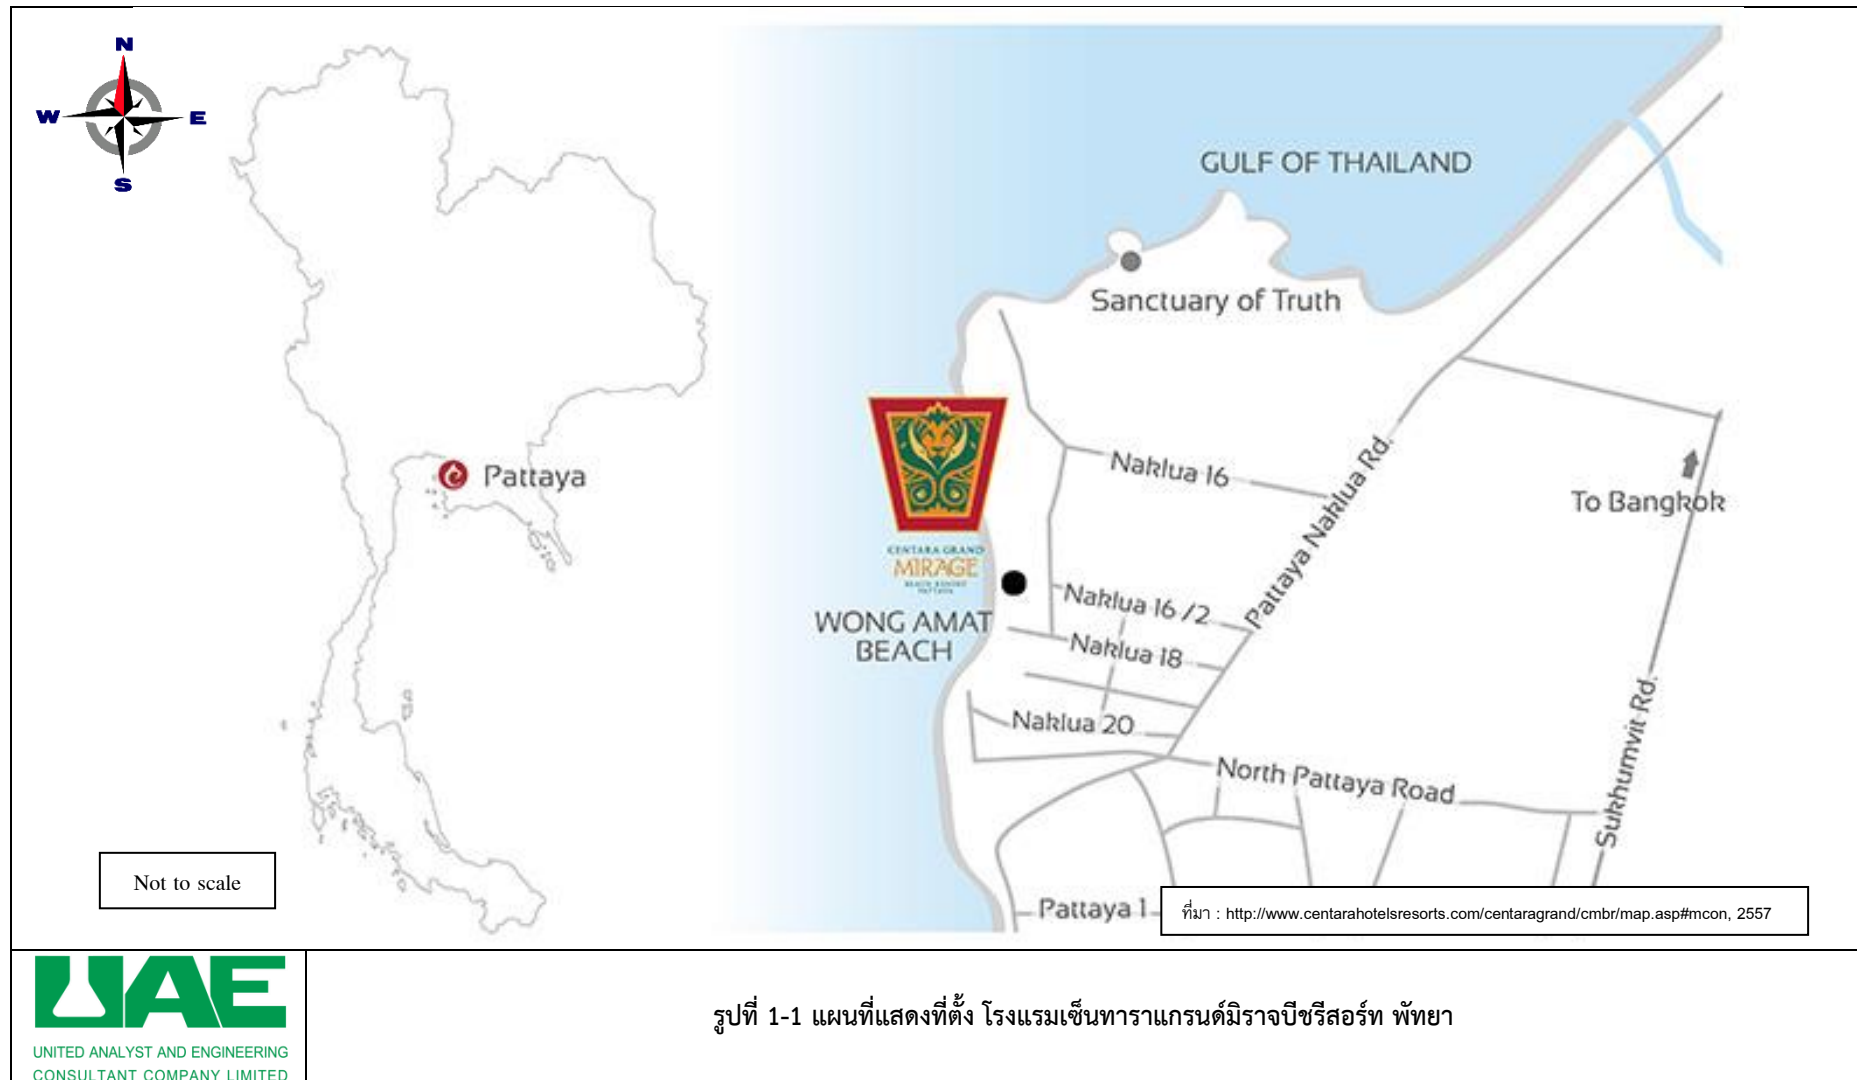 N
W
E
S
GULF OF THAILAND
Sanctuary of Truth
Pattaya
Naklua 16
Pattaya Naklua Rd.
To Bangkok
CENTARA GRAND
MIRAGE
BEACH RESORT
PATTAYA
WONG AMAT
BEACH
Naklua 16 /2
Naklua 18
Naklua 20
North Pattaya Road
Sukhumvit Rd.
Pattaya 1
Not to scale
ที่มา : http://www.centarahotelsresorts.com/centaragrand/cmbr/map.asp#mcon, 2557
UAE
UNITED ANALYST AND ENGINEERING
CONSULTANT COMPANY LIMITED
รูปที่ 1-1 แผนที่แสดงที่ตั้ง โรงแรมเซ็นทาราแกรนด์มิราจบีชรีสอร์ท พัทยา